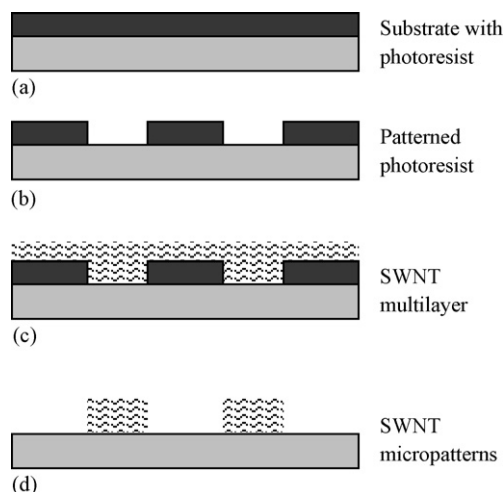 Substrate with
photoresist
(a)
Patterned
photoresist
(b)
SWNT
multilayer
(c)
SWNT
micropatterns
(d)